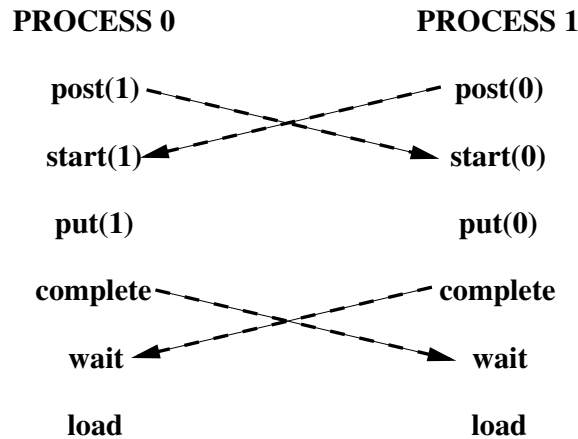 PROCESS 0 PROCESS 1
post(1) post(0)
start(1) start(0)
put(1) put(0)
complete complete
wait wait
load load